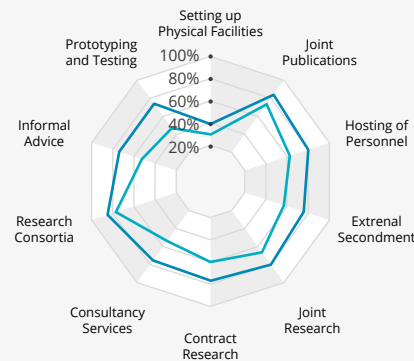 Setting up
Physical Facilities
Prototyping
and Testing
Joint
Publications
100%
80%
60%
40%
20%
Informal
Advice
Hosting of
Personnel
Research
Consortia
Extrenal
Secondment
Consultancy
Services
Joint
Research
Contract
Research